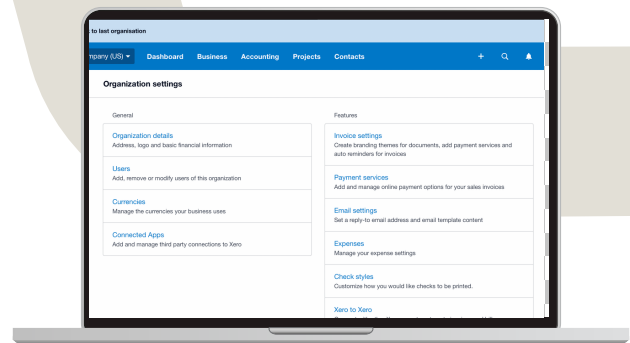 to last organisation
mpany (US)
Dashboard
Business
Accounting
Projects
Contacts
Organization settings
General
Organization details
Address, logo and basic financial information
Users
Add, remove or modify users of this organization
Currencies
Manage the currencies your business uses
Connected Apps
Add and manage third party connections to Xero
Features
Invoice settings
Create branding themes for documents, add payment services and
auto reminders for invoices
Payment services
Add and manage online payment options for your sales invoices
Email settings
Set a reply-to email address and email template content
Expenses
Manage your expense settings
Check styles
Customize how you would like checks to be printed.
Xero to Xero